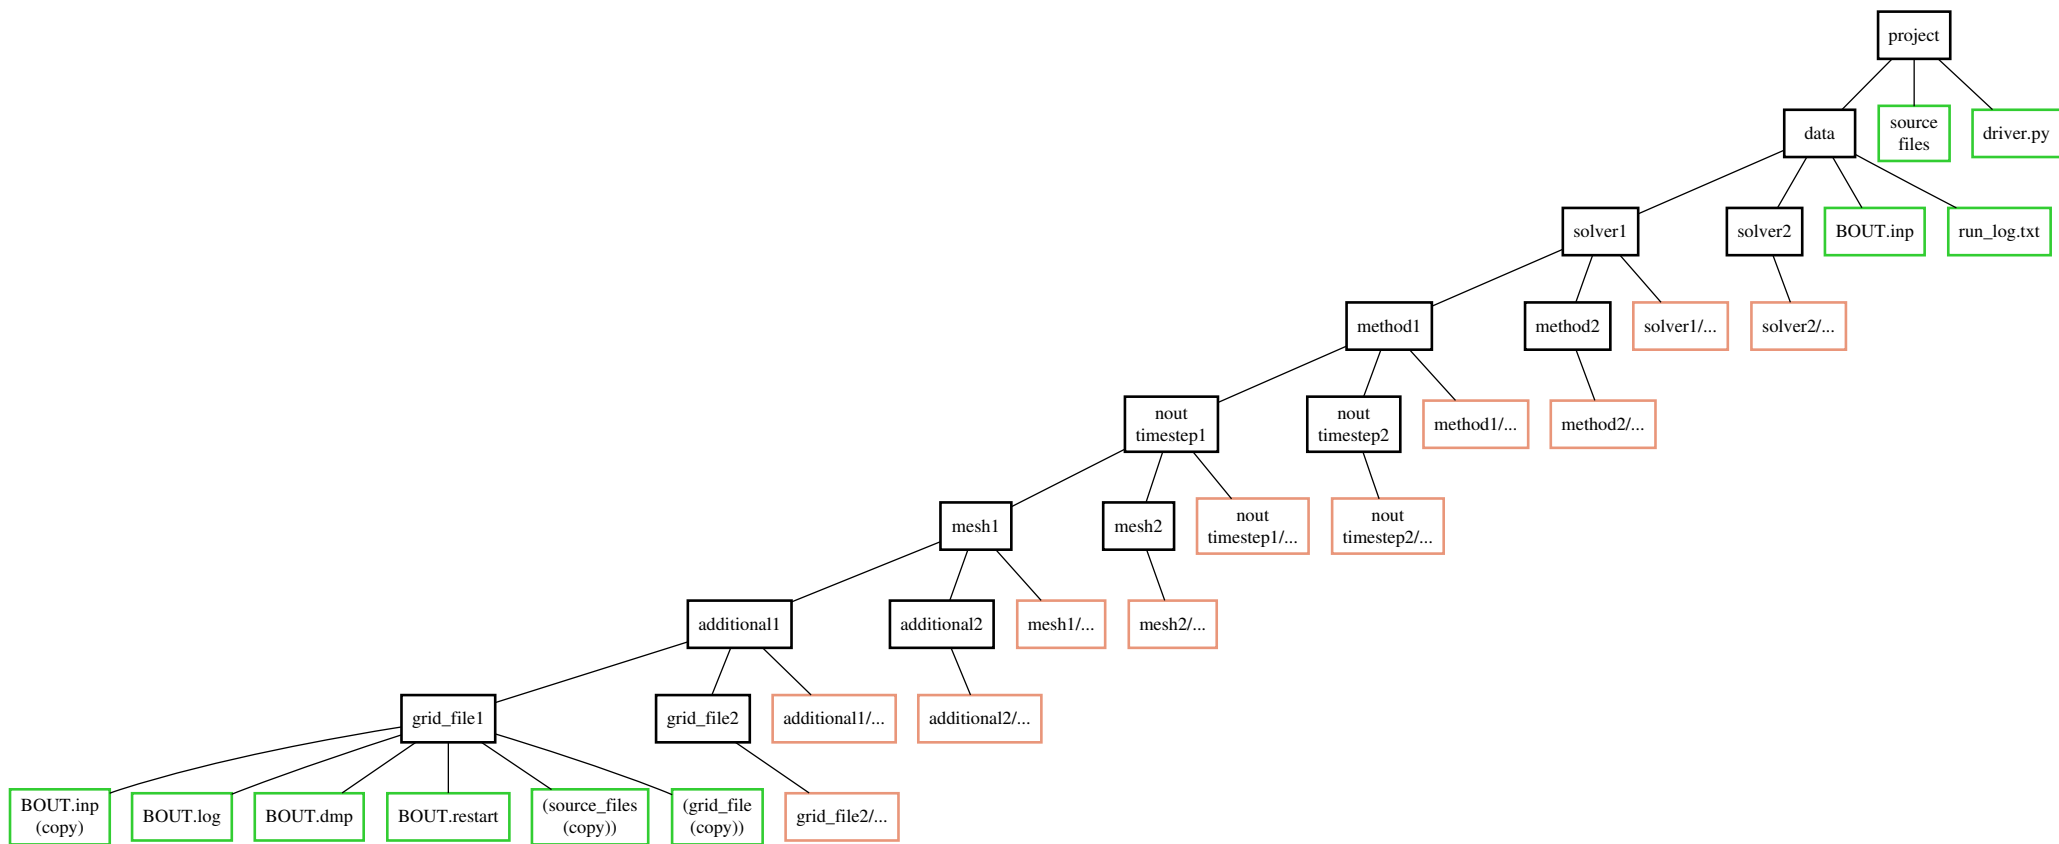 project
data
source
files
driver.py
solver1
solver2
BOUT.inp
run_log.txt
method1
method2
solver1/...
solver2/...
nout
timestep1
nout
timestep2
method1/...
method2/...
mesh1
mesh2
nout
timestep1/...
nout
timestep2/...
additional1
additional2
mesh1/...
mesh2/...
grid_file1
grid_file2
additional1/...
additional2/...
BOUT.inp
(copy)
BOUT.log
BOUT.dmp
BOUT.restart
(source_files
(copy))
(grid_file
(copy))
grid_file2/...